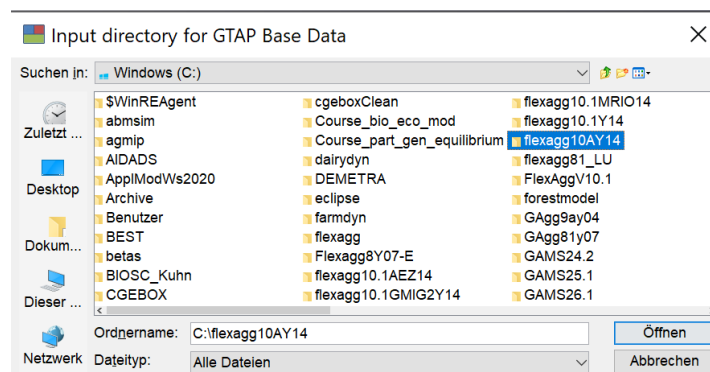 Input directory for GTAP Base Data
Suchen in: Windows (C:)
$WinREAgent cgeboxClean flexagg10.1MRIO14
abmsim Course_bio_eco_mod flexagg10.1Y14
Zuletzt ... agmip Course_part_gen_equilibrium flexagg10AY14
AIDADS dairydyn flexagg81_LU
ApplModWs2020 DEMETRA FlexAggV10.1
Desktop Archive eclipse forestmodel
Benutzer farmdyn GAgg9ay04
Dokum... BEST flexagg GAgg81y07
betas Flexagg8Y07-E GAMS24.2
BIOSC_Kuhn flexagg10.1AEZ14 GAMS25.1
Dieser ... CGEBOX flexagg10.1GMIG2Y14 GAMS26.1
Ordnername: C:\flexagg10AY14 Öffnen
Netzwerk Dateityp: Alle Dateien Abbrechen